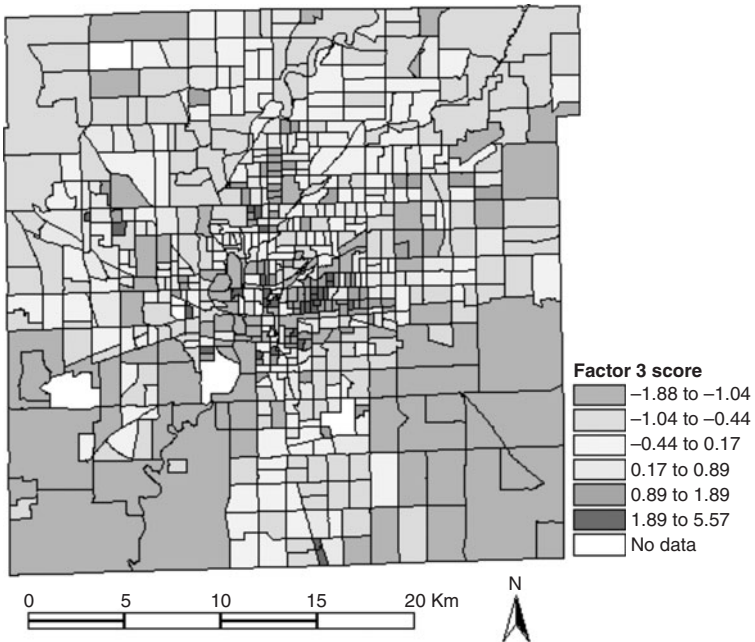 Factor 3 score
–1.88 to –1.04
–1.04 to –0.44
–0.44 to 0.17
0.17 to 0.89
0.89 to 1.89
1.89 to 5.57
No data
0 5 10 15 20 Km
N